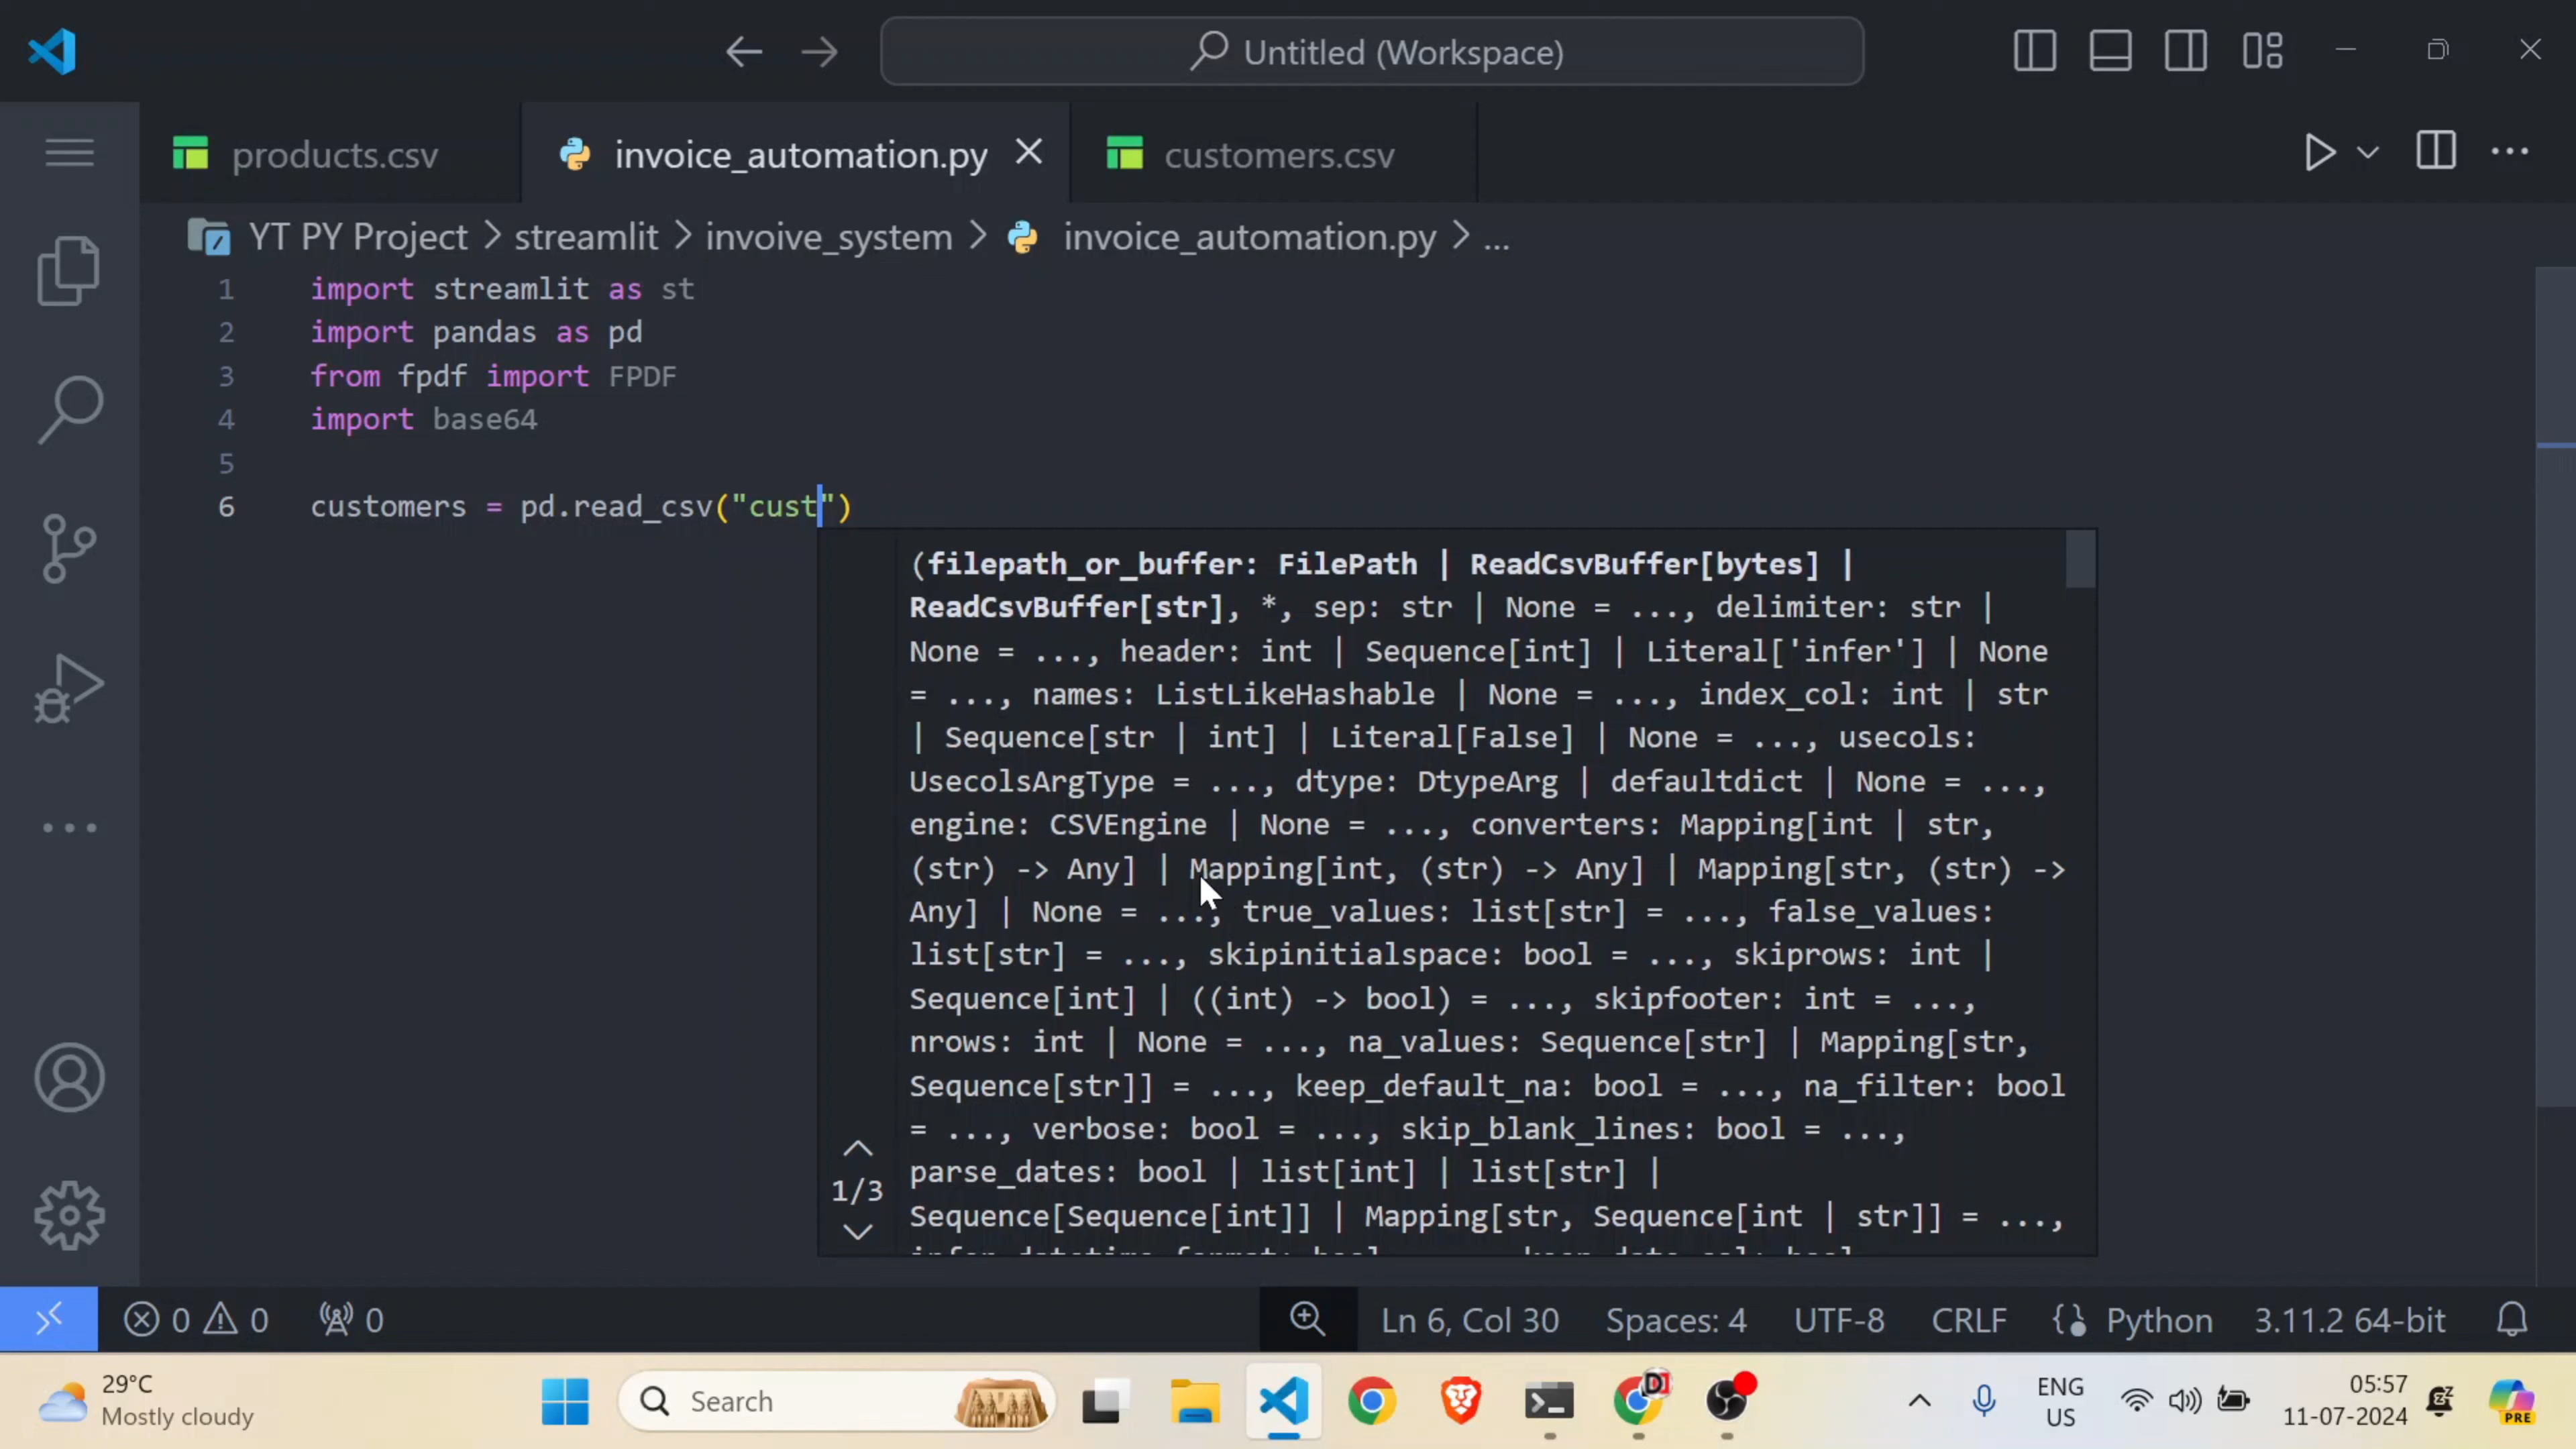 Untitled (Workspace)
products.csv
invoice_automation.py
customers.csv
YT PY Project > streamlit > invoive_system > invoice_automation.py > ...
1 import streamlit as st
2 import pandas as pd
3 from fpdf import FPDF
4 import base64
5
6 customers = pd.read_csv("cust")
(filepath_or_buffer: FilePath | ReadCsvBuffer[bytes] |
ReadCsvBuffer[str], *, sep: str | None = ..., delimiter: str |
None = ..., header: int | Sequence[int] | Literal['infer'] | None
= ..., names: ListLikeHashable | None = ..., index_col: int | str
| Sequence[str | int] | Literal[False] | None = ..., usecols:
UsecolsArgType = ..., dtype: DtypeArg | defaultdict | None = ...,
engine: CSVEngine | None = ..., converters: Mapping[int | str,
(str) -> Any] | Mapping[int, (str) -> Any] | Mapping[str, (str) ->
Any] | None = ..., true_values: list[str] = ..., false_values:
list[str] = ..., skipinitialspace: bool = ..., skiprows: int |
Sequence[int] | ((int) -> bool) = ..., skipfooter: int = ...,
nrows: int | None = ..., na_values: Sequence[str] | Mapping[str,
Sequence[str]] = ..., keep_default_na: bool = ..., na_filter: bool
= ..., verbose: bool = ..., skip_blank_lines: bool = ...,
parse_dates: bool | list[int] | list[str] |
1/3
Sequence[Sequence[int]] | Mapping[str, Sequence[int | str]] = ...,
0 0 0
Ln 6, Col 30
Spaces: 4
UTF-8
CRLF
Python
3.11.2 64-bit
29°C
Mostly cloudy
Search
ENG
US
05:57
11-07-2024
PRE